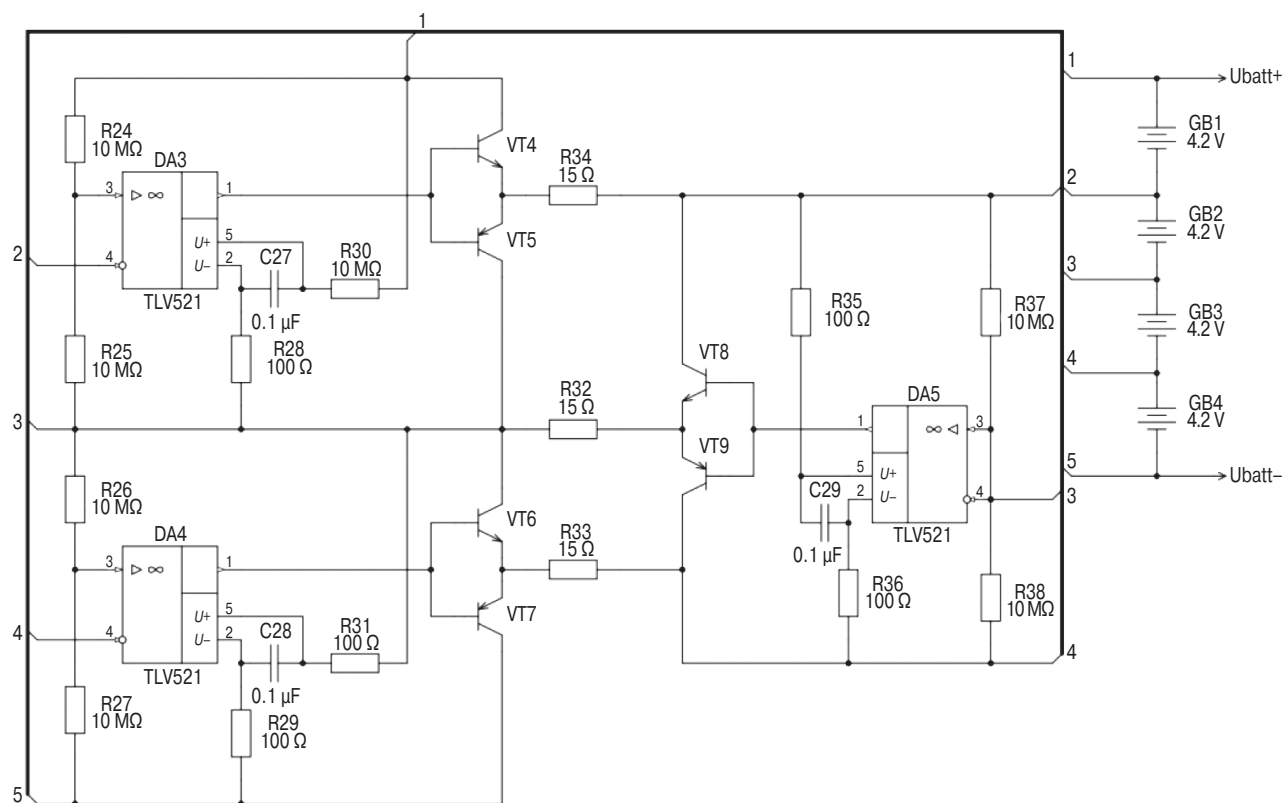 1
1
Ubatt+
R24
10 MΩ
DA3
3
▷ ∞
1
U+
5
U−
2
4
TLV521
2
C27
0.1 µF
R30
10 MΩ
VT4
VT5
R34
15 Ω
2
GB1
4.2 V
GB2
4.2 V
3
R25
10 MΩ
R28
100 Ω
R35
100 Ω
R37
10 MΩ
GB3
4.2 V
4
VT8
R32
15 Ω
3
VT9
DA5
1
∞ ◁
3
U+
5
U−
2
4
TLV521
3
C29
0.1 µF
GB4
4.2 V
5
Ubatt−
R26
10 MΩ
DA4
3
▷ ∞
1
U+
5
U−
2
4
TLV521
4
C28
0.1 µF
R31
100 Ω
VT6
VT7
R33
15 Ω
R36
100 Ω
R38
10 MΩ
4
R27
10 MΩ
R29
100 Ω
5